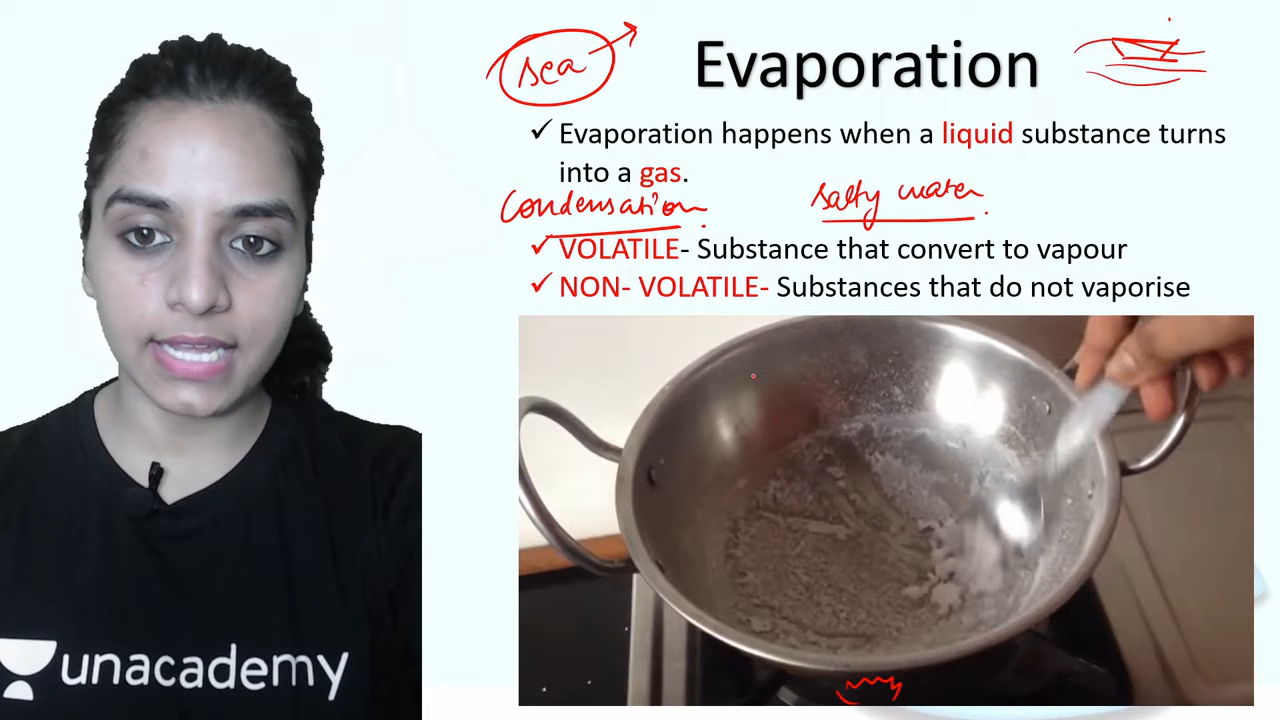 sea
Evaporation
✓ Evaporation happens when a liquid substance turns
into a gas.
Condensation.
salty water.
✓ VOLATILE- Substance that convert to vapour
✓ NON- VOLATILE- Substances that do not vaporise
unacademy